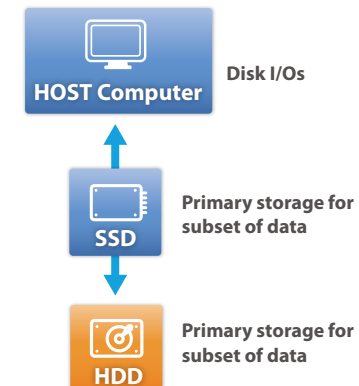 HOST Computer
Disk I/Os
SSD
Primary storage for
subset of data
HDD
Primary storage for
subset of data